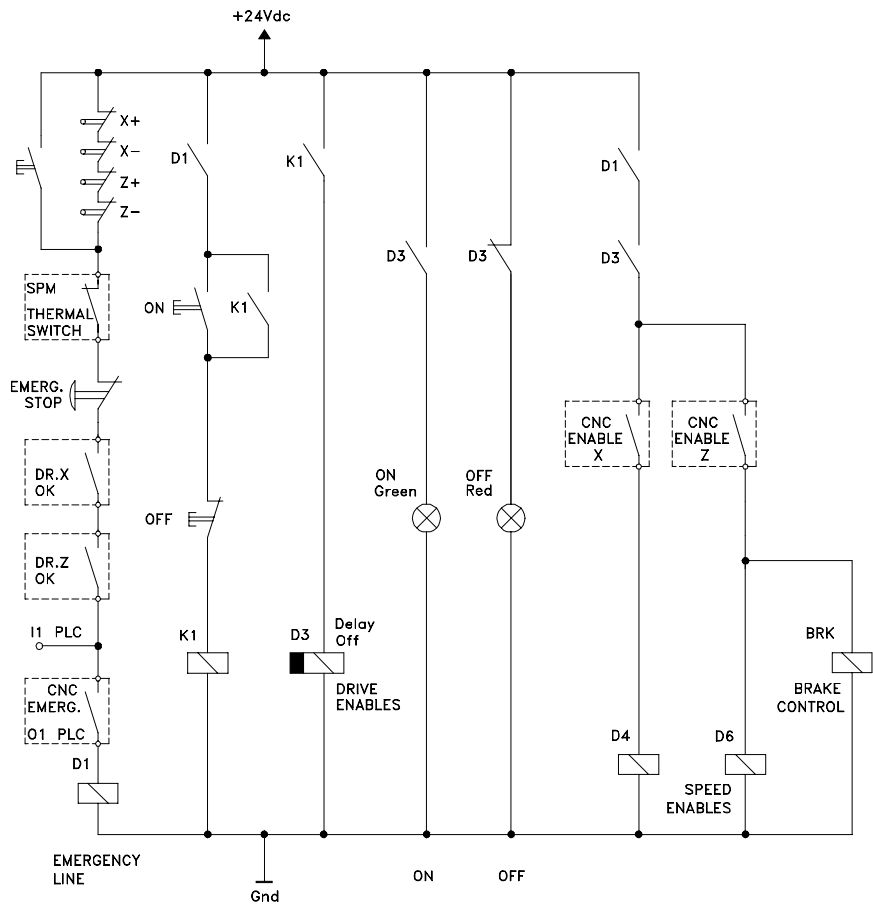 +24Vdc
X+
X-
Z+
Z-
D1
K1
D1
D3
D3
D3
SPM
THERMAL
SWITCH
ON
K1
EMERG.
STOP
CNC
ENABLE
X
CNC
ENABLE
Z
DR.X
OK
ON
Green
OFF
Red
OFF
DR.Z
OK
I1 PLC
K1
D3
Delay
Off
BRK
CNC
EMERG.
O1 PLC
DRIVE
ENABLES
BRAKE
CONTROL
D1
D4
D6
SPEED
ENABLES
EMERGENCY
LINE
Gnd
ON
OFF